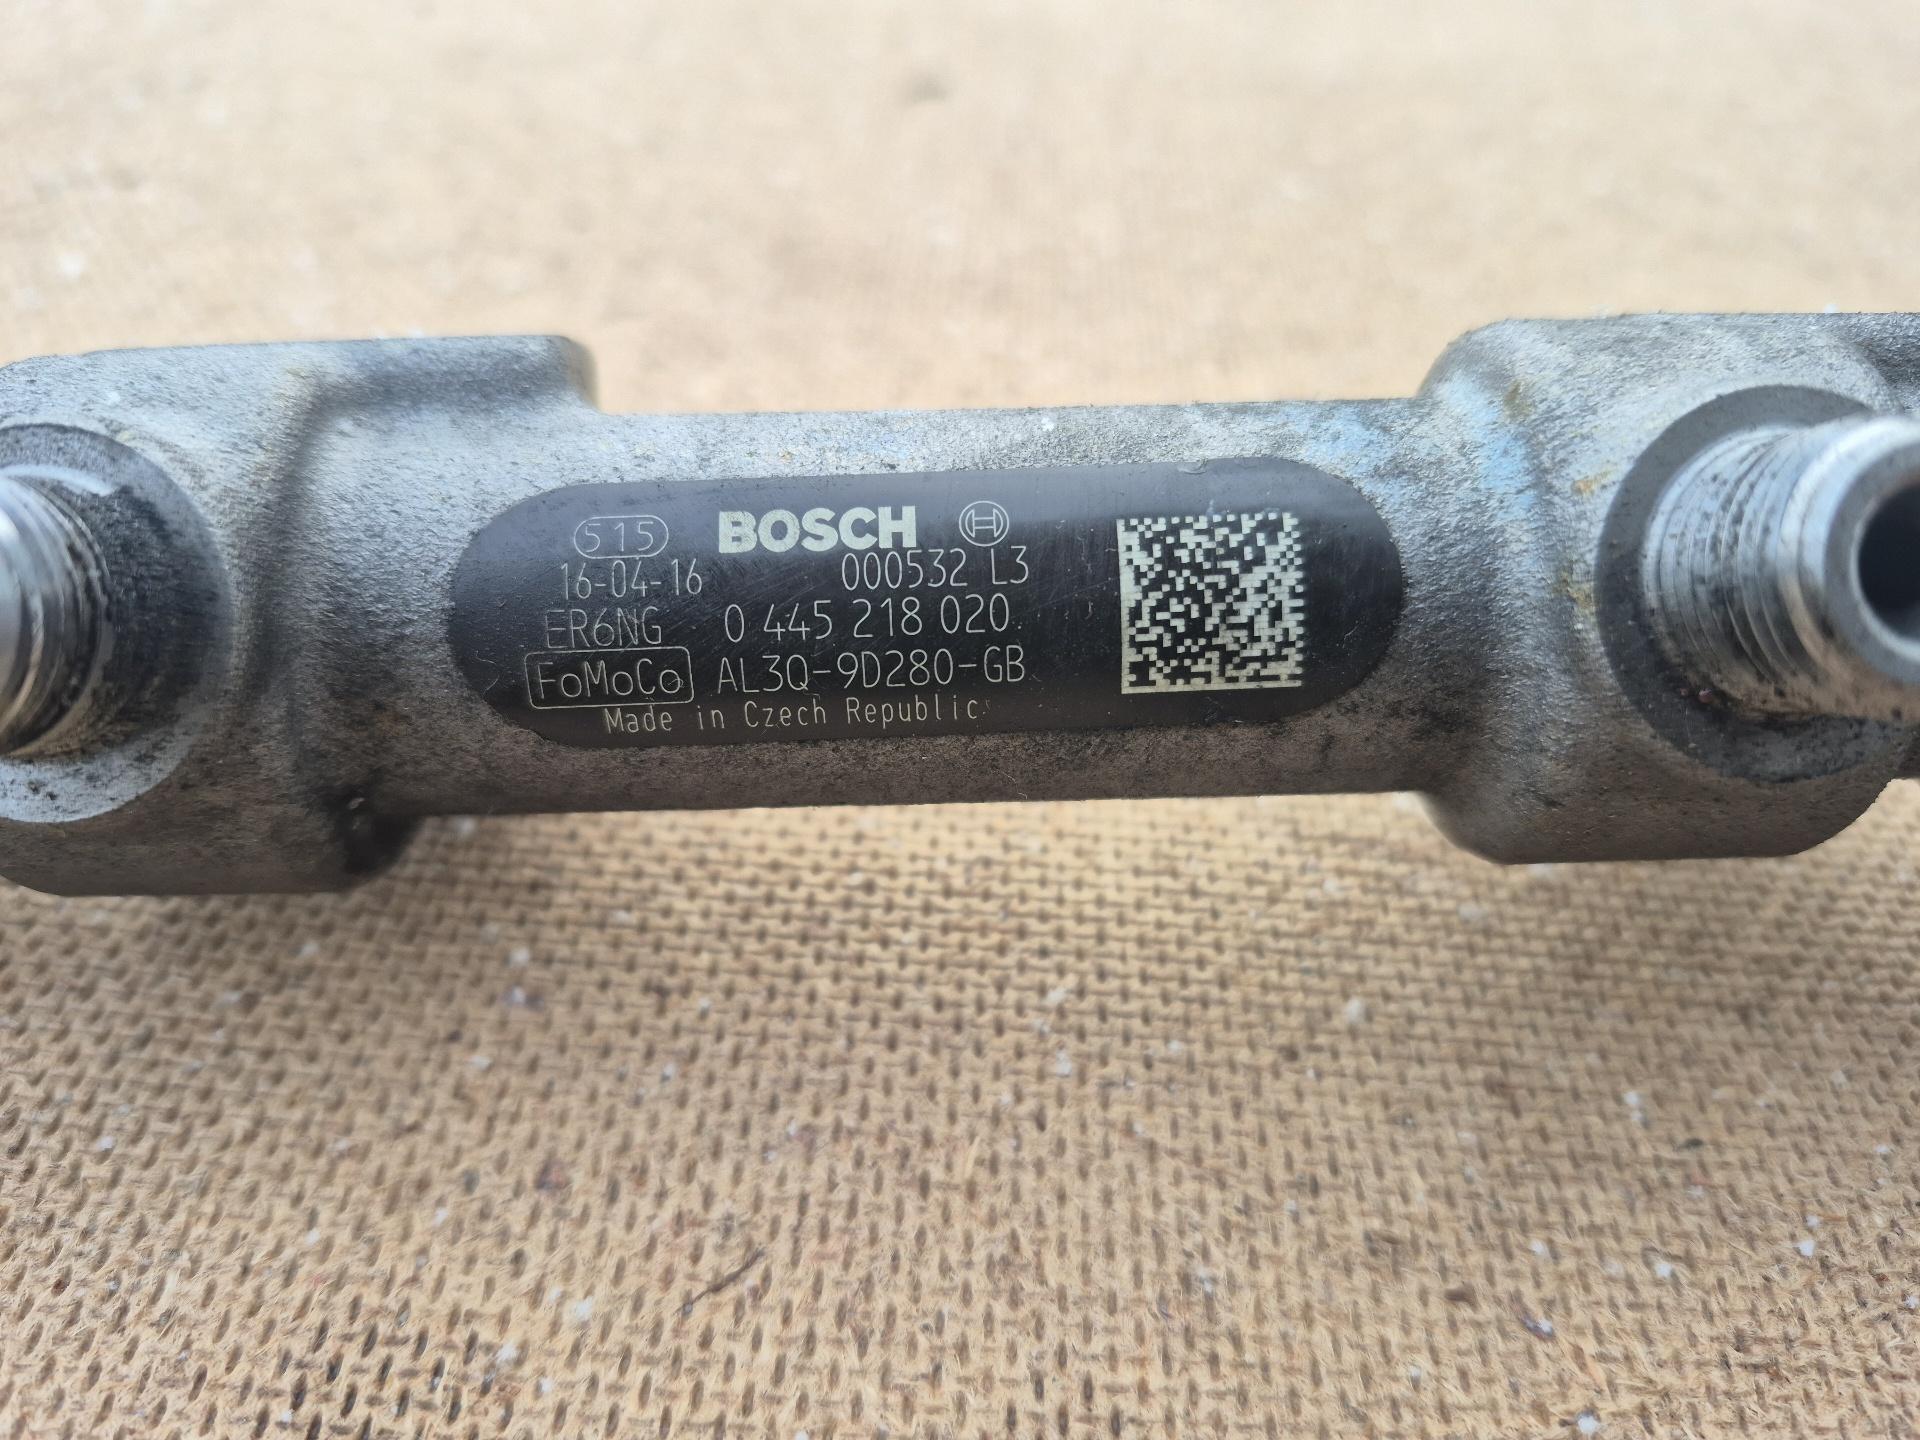 515 BOSCH
16-04-16 000532 L3
ER6NG 0 445 218 020
FoMoCo AL3Q-9D280-GB
Made in Czech Republic